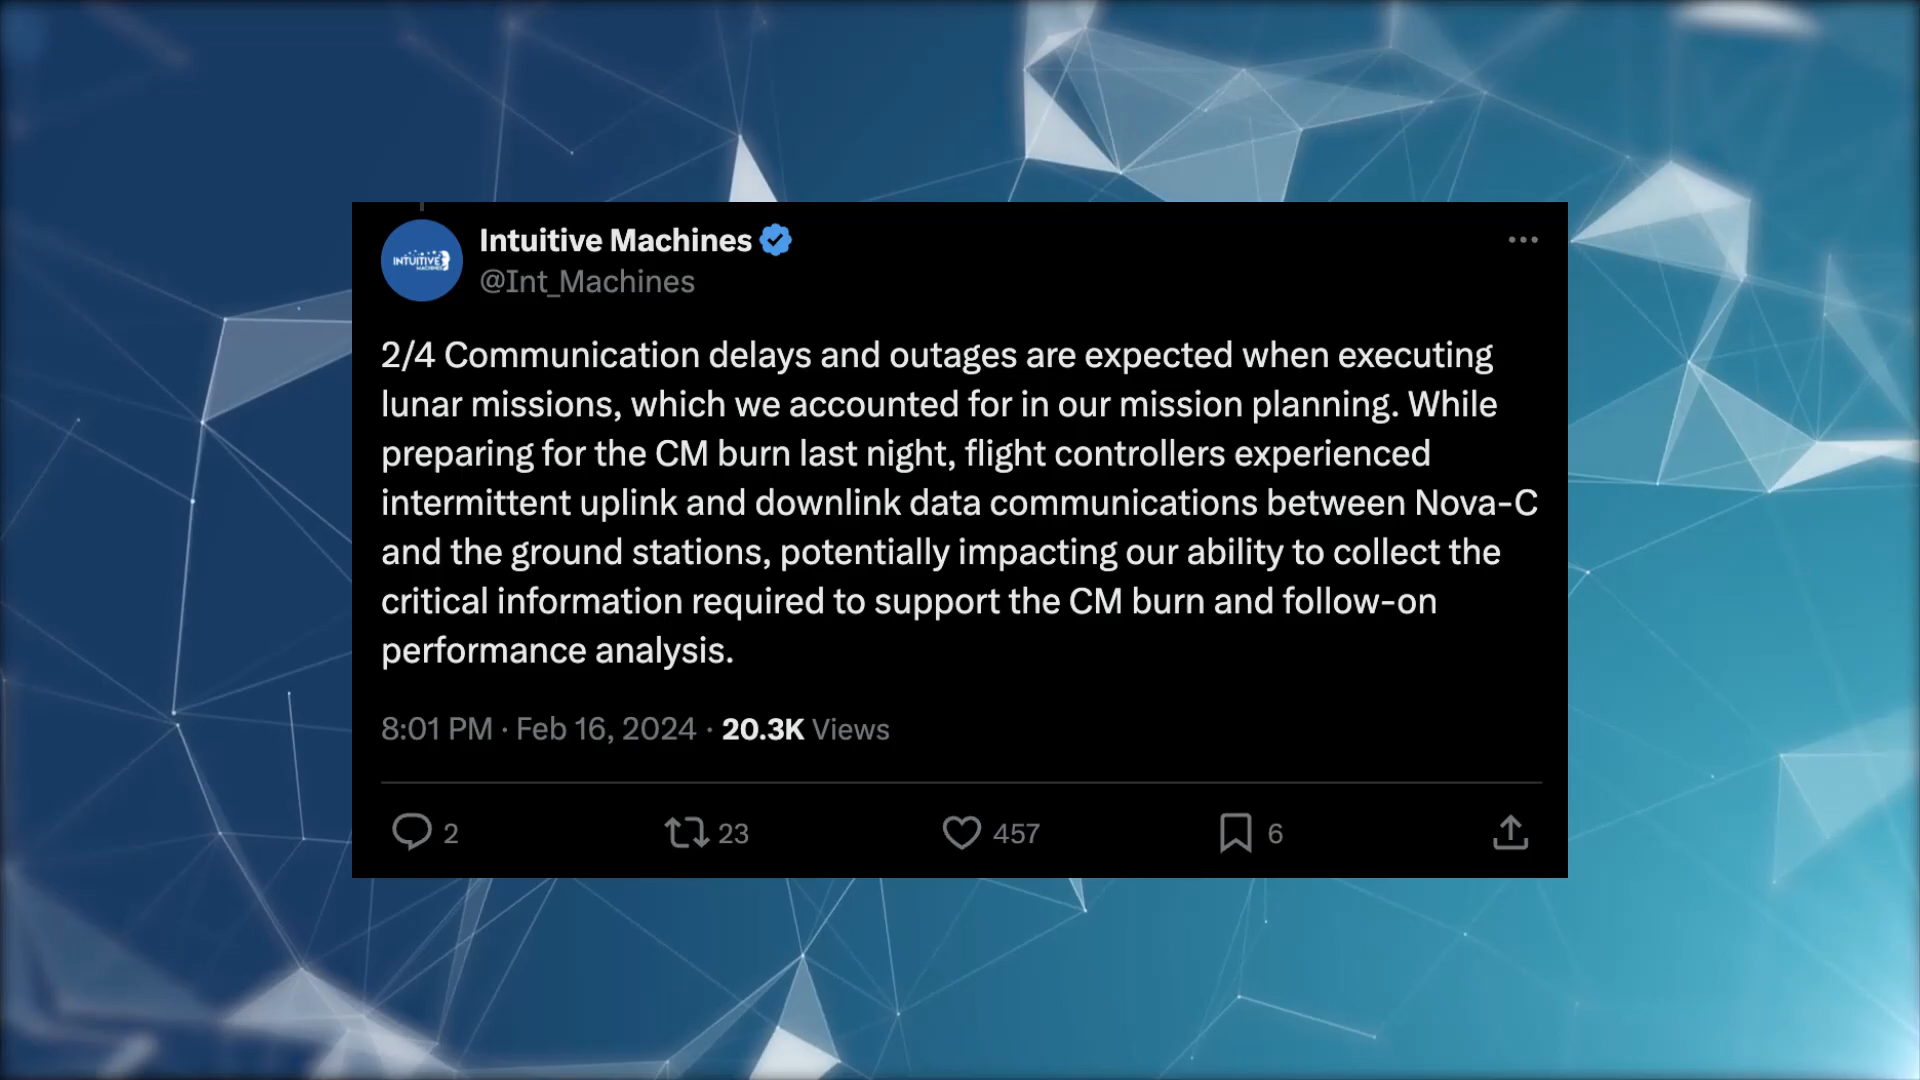 INTUITIVE
MACHINES
Intuitive Machines
@Int_Machines
2/4 Communication delays and outages are expected when executing
lunar missions, which we accounted for in our mission planning. While
preparing for the CM burn last night, flight controllers experienced
intermittent uplink and downlink data communications between Nova-C
and the ground stations, potentially impacting our ability to collect the
critical information required to support the CM burn and follow-on
performance analysis.
8:01 PM · Feb 16, 2024 · 20.3K Views
2 23 457 6